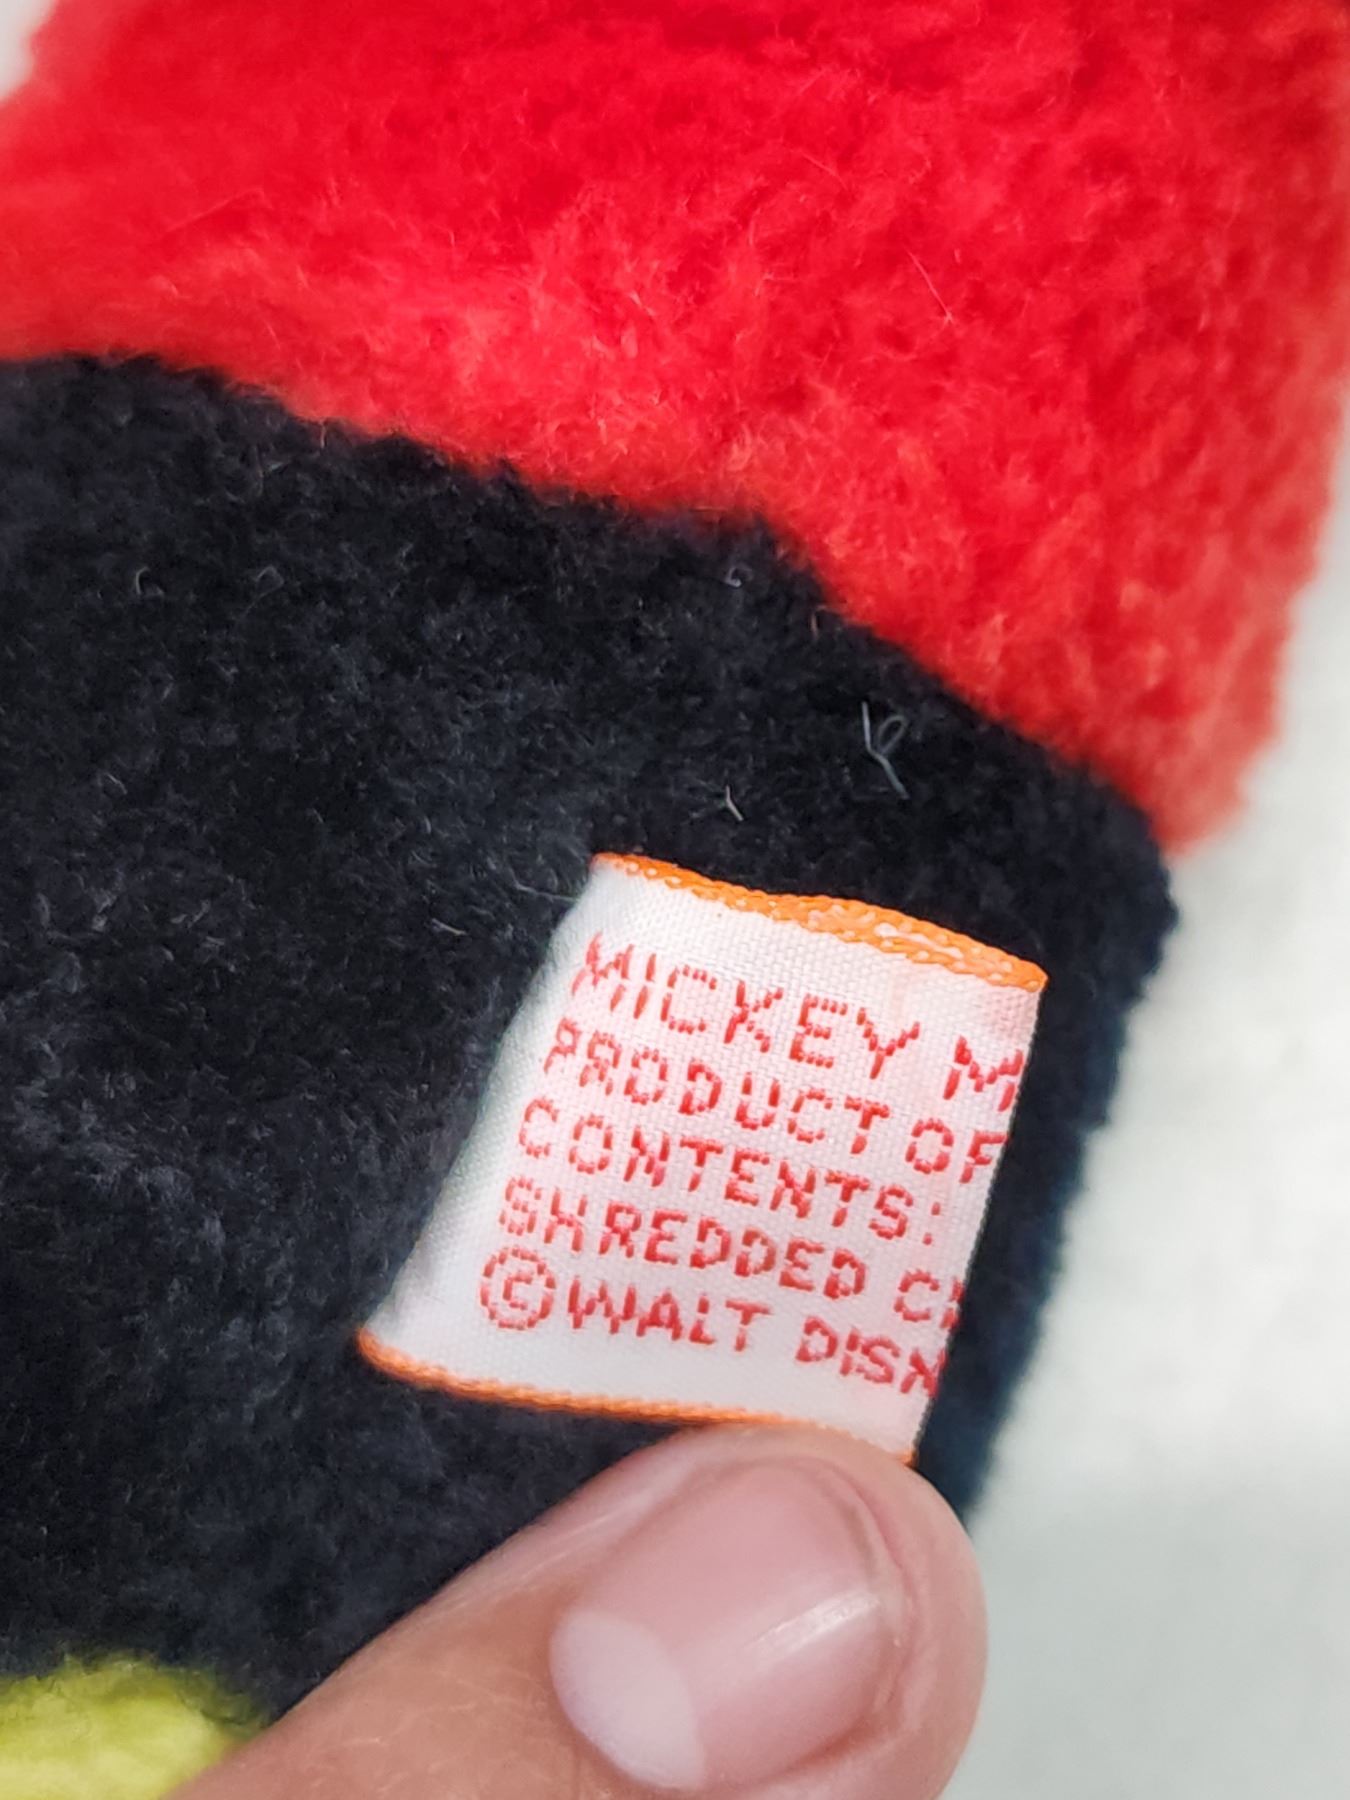 MICKEY M
PRODUCT OF
CONTENTS:
SHREDDED C
©WALT DISN